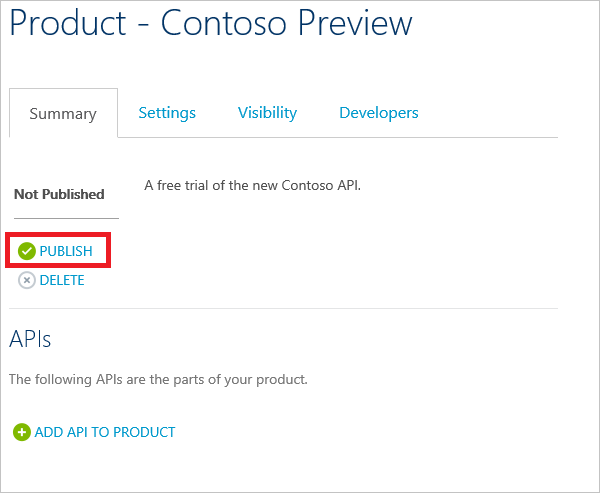 Product - Contoso Preview
Summary
Settings
Visibility
Developers
Not Published
A free trial of the new Contoso API.
PUBLISH
DELETE
APIs
The following APIs are the parts of your product.
ADD API TO PRODUCT